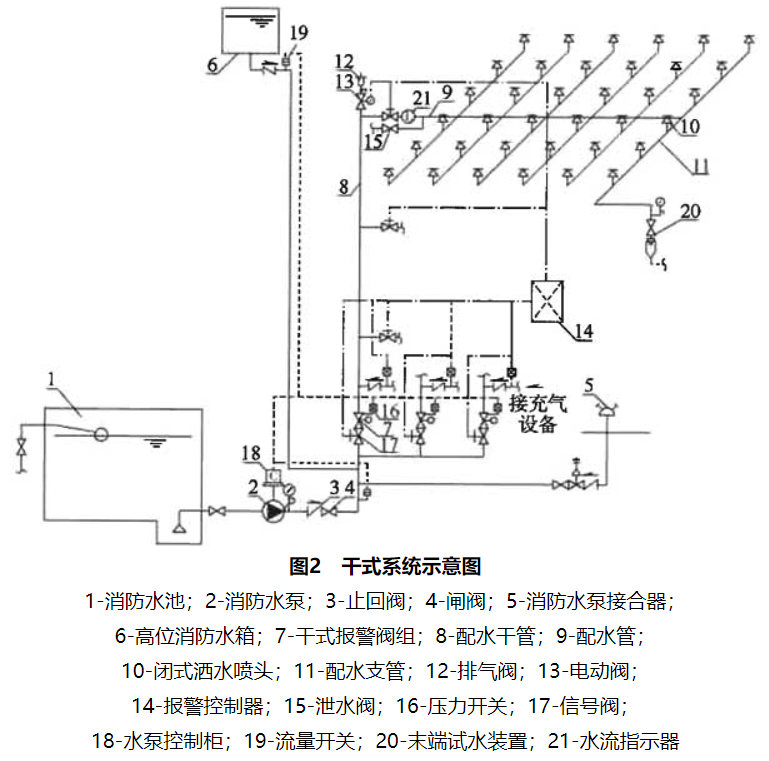 19
6
12
13
21
9
15
10
11
8
20
14
1
5
接充气
设备
16
7
17
18
2
3
4
图2 干式系统示意图
1-消防水池；2-消防水泵；3-止回阀；4-闸阀；5-消防水泵接合器；
6-高位消防水箱；7-干式报警阀组；8-配水干管；9-配水管；
10-闭式洒水喷头；11-配水支管；12-排气阀；13-电动阀；
14-报警控制器；15-泄水阀；16-压力开关；17-信号阀；
18-水泵控制柜；19-流量开关；20-末端试水装置；21-水流指示器